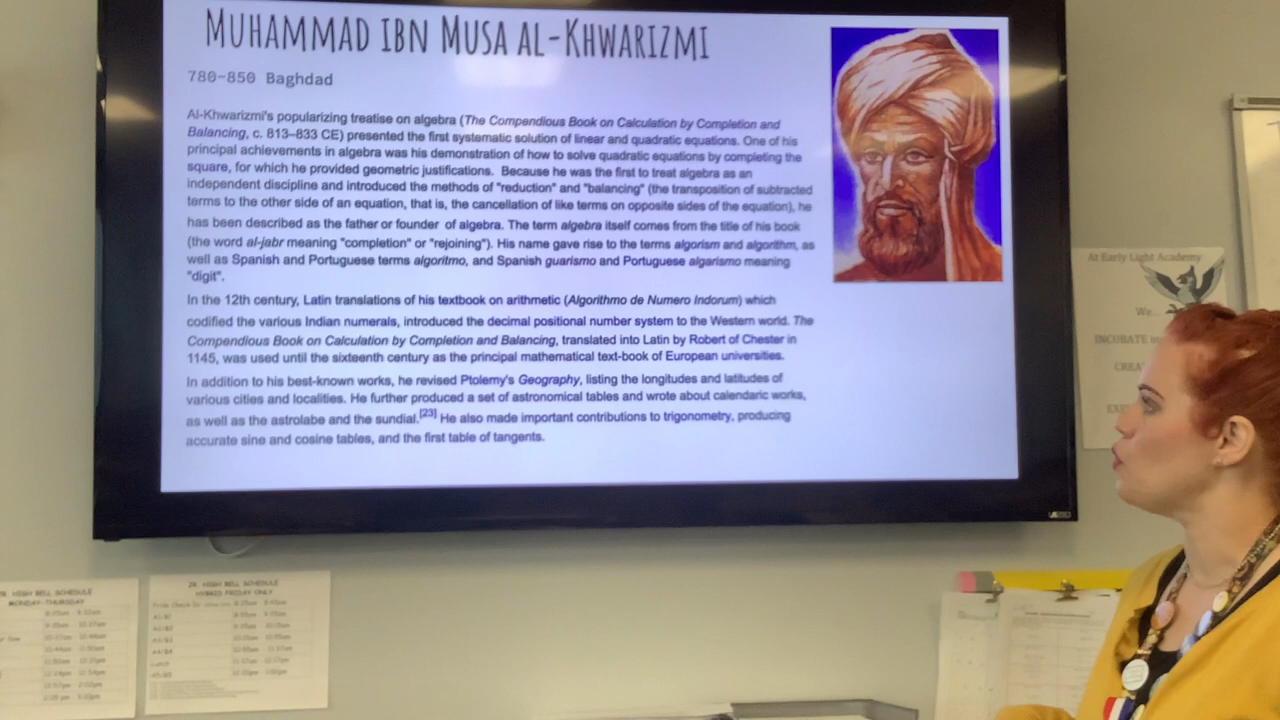 MUHAMMAD IBN MUSA AL-KHWARIZMI
780-850 Baghdad
Al-Khwarizmi's popularizing treatise on algebra (The Compendious Book on Calculation by Completion and
Balancing, c. 813–833 CE) presented the first systematic solution of linear and quadratic equations. One of his
principal achievements in algebra was his demonstration of how to solve quadratic equations by completing the
square, for which he provided geometric justifications. Because he was the first to treat algebra as an
independent discipline and introduced the methods of "reduction" and "balancing" (the transposition of subtracted
terms to the other side of an equation, that is, the cancellation of like terms on opposite sides of the equation), he
has been described as the father or founder of algebra. The term algebra itself comes from the title of his book
(the word al-jabr meaning "completion" or "rejoining"). His name gave rise to the terms algorism and algorithm, as
well as Spanish and Portuguese terms algoritmo, and Spanish guarismo and Portuguese algarismo meaning
"digit".
In the 12th century, Latin translations of his textbook on arithmetic (Algorithmo de Numero Indorum) which
codified the various Indian numerals, introduced the decimal positional number system to the Western world. The
Compendious Book on Calculation by Completion and Balancing, translated into Latin by Robert of Chester in
1145, was used until the sixteenth century as the principal mathematical text-book of European universities.
In addition to his best-known works, he revised Ptolemy's Geography, listing the longitudes and latitudes of
various cities and localities. He further produced a set of astronomical tables and wrote about calendaric works,
as well as the astrolabe and the sundial.[23] He also made important contributions to trigonometry, producing
accurate sine and cosine tables, and the first table of tangents.
VIZIO
At Early Light Academy
We...
INCUBATE
JR. HIGH BELL SCHEDULE
HYBRID FRIDAY ONLY
HIGH BELL SCHEDULE
MONDAY-THURSDAY